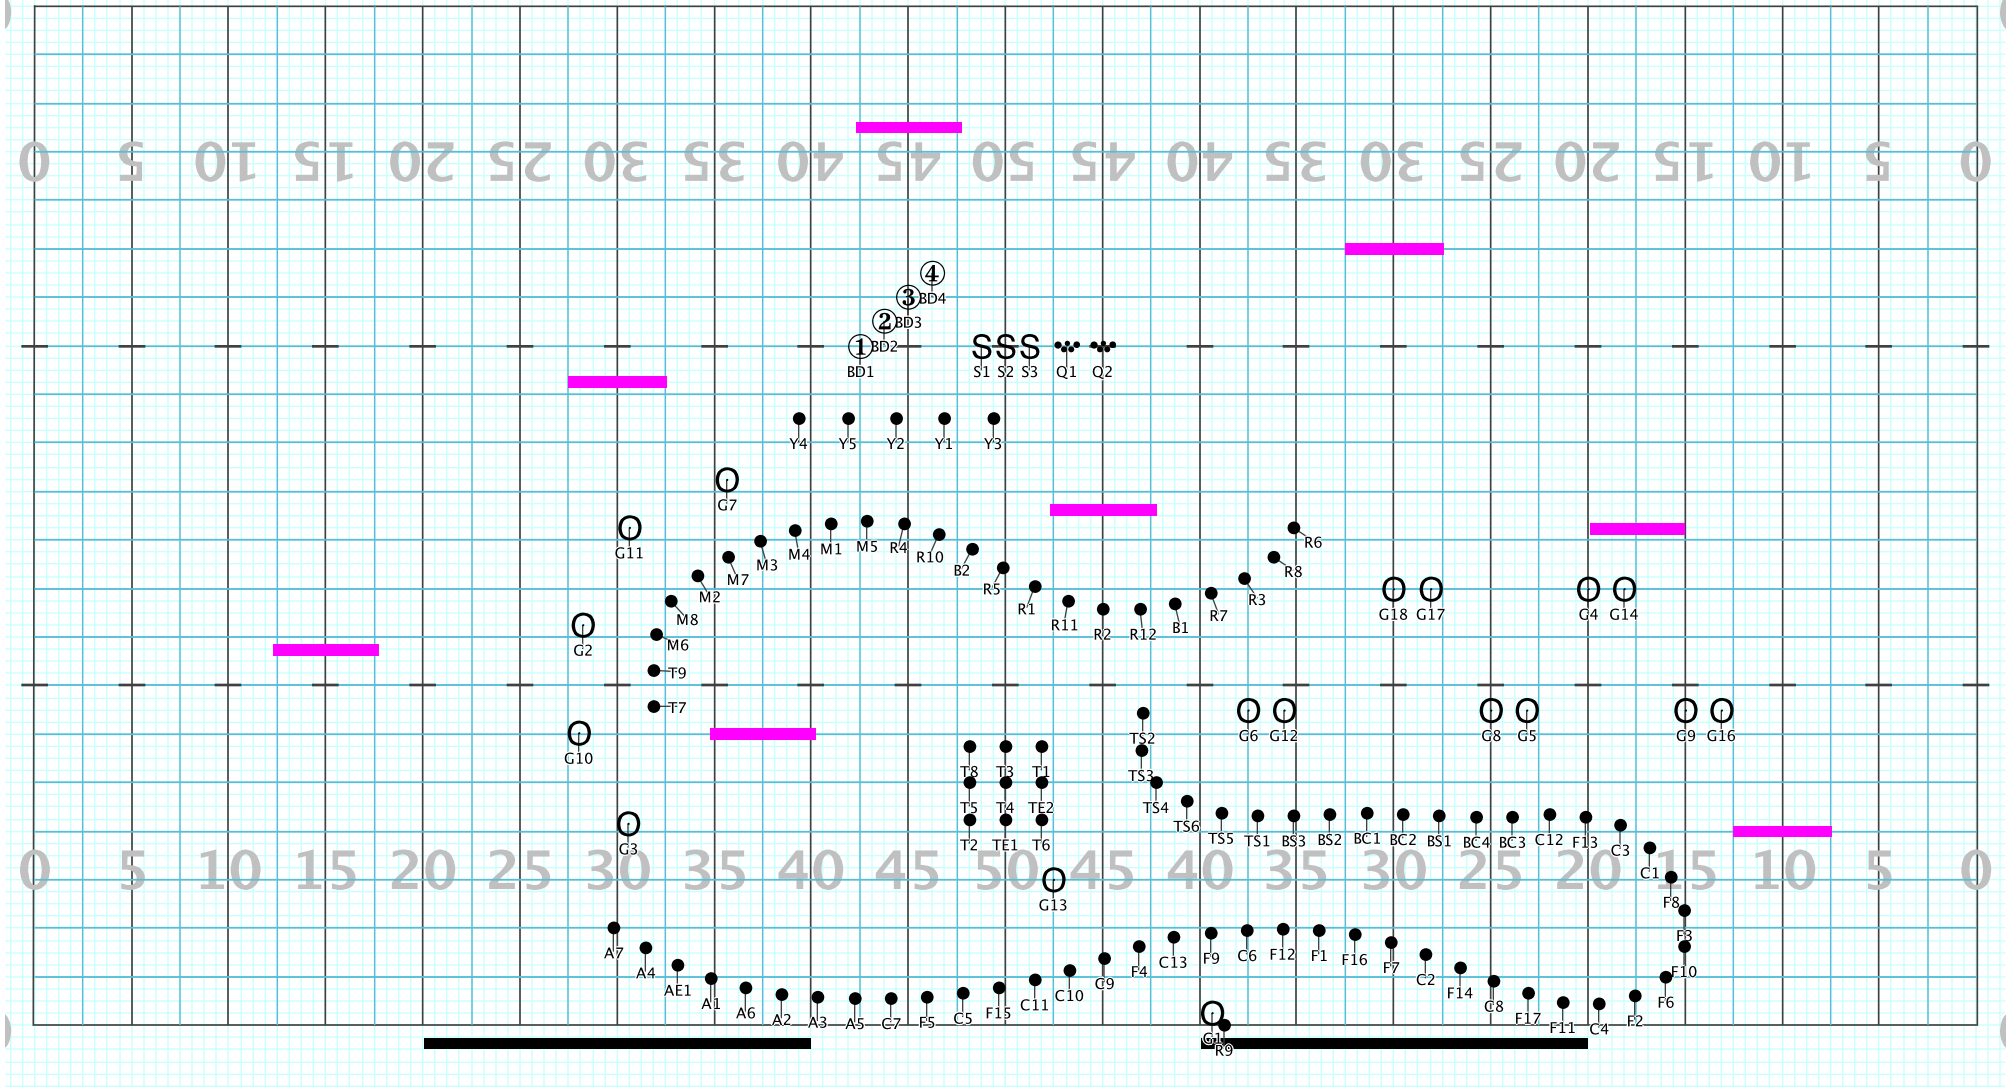 0 5 10 15 20 25 30 35 40 45 50 45 40 35 30 25 20 15 10 5 0
4
3 BD4
2 BD3
1 BD2 S S S
BD1 S1 S2 S3 Q1 Q2
Y4 Y5 Y2 Y1 Y3
O
G7
O R6
G11 M3 M4 M1 M5 R4 R10 B2
M7 R5 R8
M2 R1 R3 O O O O
M8 R11 R2 R12 B1 R7 G18 G17 G4 G14
O M6
G2
T9
T7
O O O O O O
TS2 G6 G12 G8 G5 G9 G16
O
G10
T8 T3 T1 TS3
T5 T4 TE2 TS4
TS6
O T2 TE1 T6 TS5 TS1 BS3 BS2 BC1 BC2 BS1 BC4 BC3 C12 F13 C3
G3
0 5 10 15 20 25 30 35 40 45 50 45 40 35 30 25 20 15 10 5 0
C1
O
G13 F8
F3
A7 A4 AE1 A1 A6 A2 A3 A5 C7 F5 C5 F15 C11 C10 C9 F4 C13 F9 C6 F12 F1 F16 F7 C2 F14 C8 F17 F11 C4 F2 F6 F10
O
G1
R9